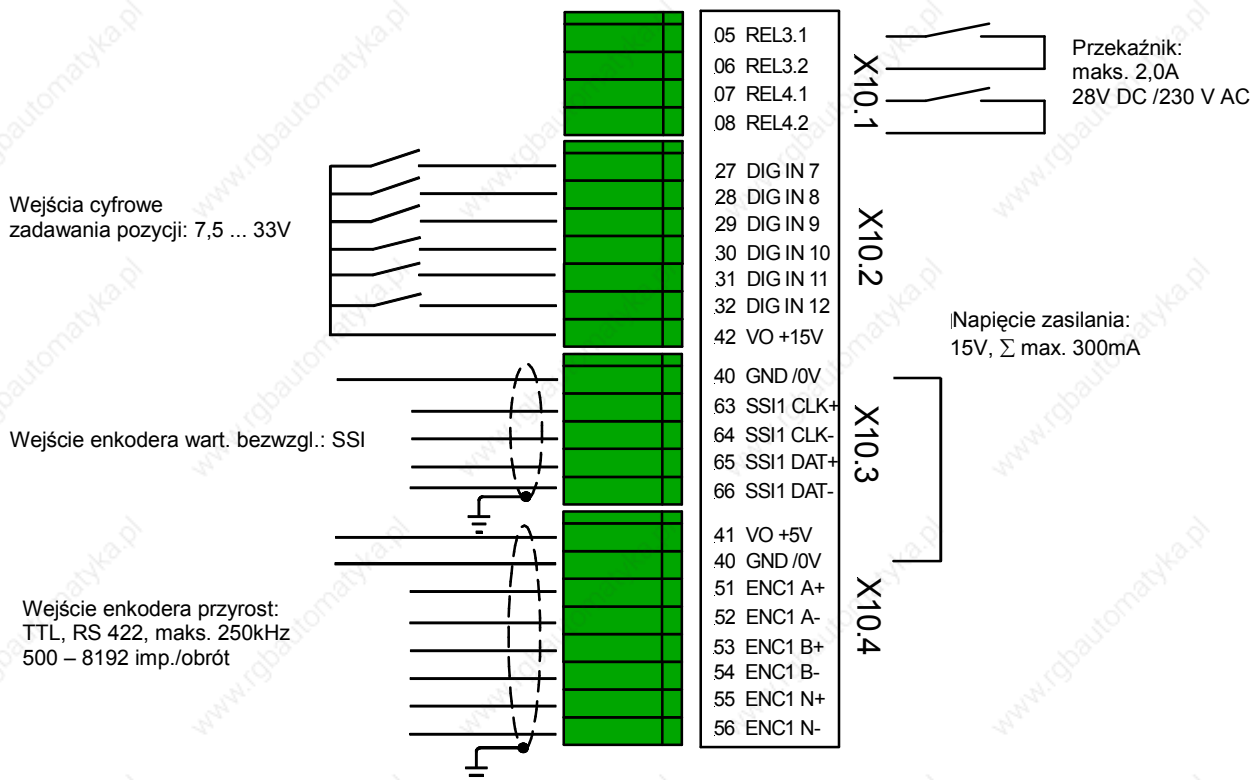 05 REL3.1
06 REL3.2
07 REL4.1
08 REL4.2
X10.1
Przekaźnik:
maks. 2,0A
28V DC /230 V AC
Wejścia cyfrowe
zadawania pozycji: 7,5 ... 33V
27 DIG IN 7
28 DIG IN 8
29 DIG IN 9
30 DIG IN 10
31 DIG IN 11
32 DIG IN 12
42 VO +15V
X10.2
Napięcie zasilania:
15V, ∑ max. 300mA
Wejście enkodera wart. bezwzgl.: SSI
40 GND /0V
63 SSI1 CLK+
64 SSI1 CLK-
65 SSI1 DAT+
66 SSI1 DAT-
X10.3
Wejście enkodera przyrost:
TTL, RS 422, maks. 250kHz
500 – 8192 imp./obrót
41 VO +5V
40 GND /0V
51 ENC1 A+
52 ENC1 A-
53 ENC1 B+
54 ENC1 B-
55 ENC1 N+
56 ENC1 N-
X10.4
www.rgbautomatyka.pl